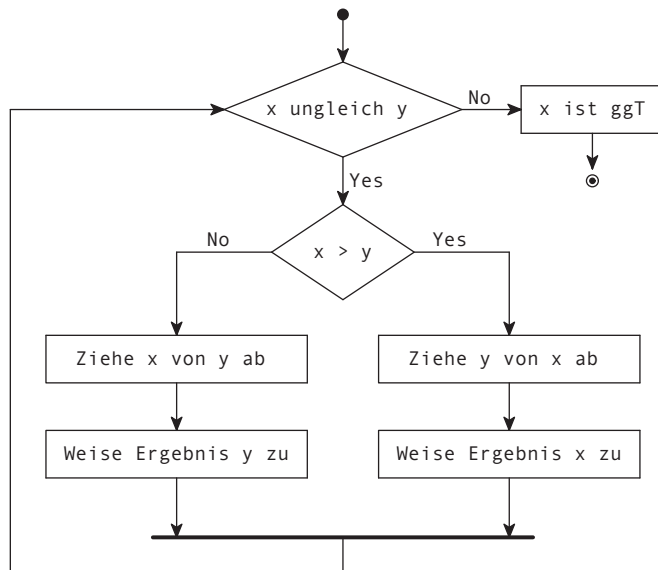 x ungleich y
No
x ist ggT
Yes
No
x > y
Yes
Ziehe x von y ab
Ziehe y von x ab
Weise Ergebnis y zu
Weise Ergebnis x zu